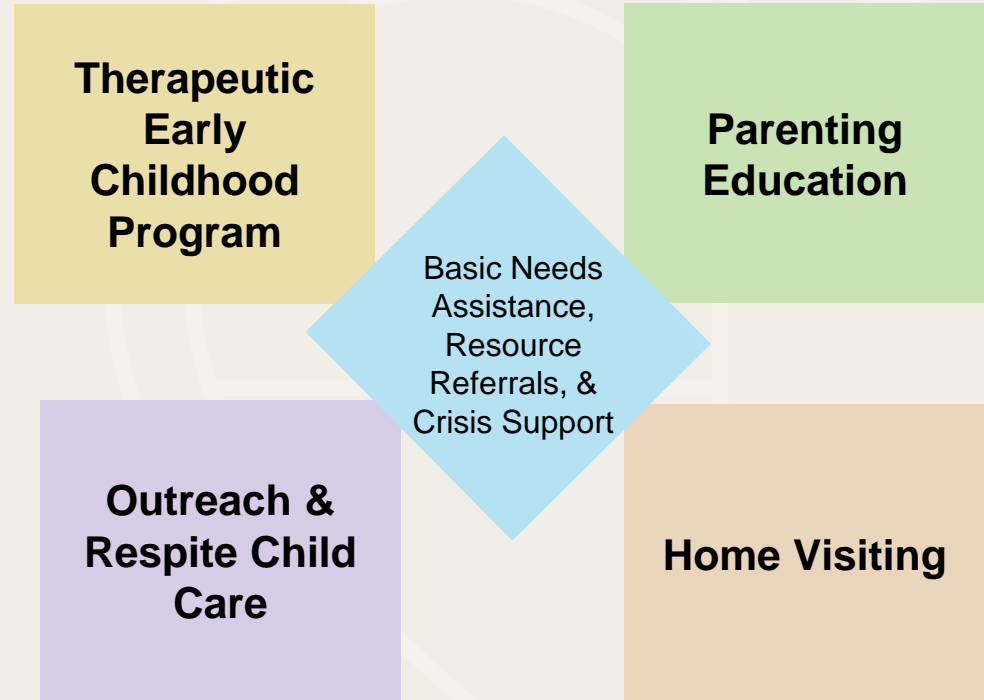 Therapeutic
Early
Childhood
Program
Parenting
Education
Basic Needs
Assistance,
Resource
Referrals, &
Crisis Support
Outreach &
Respite Child
Care
Home Visiting